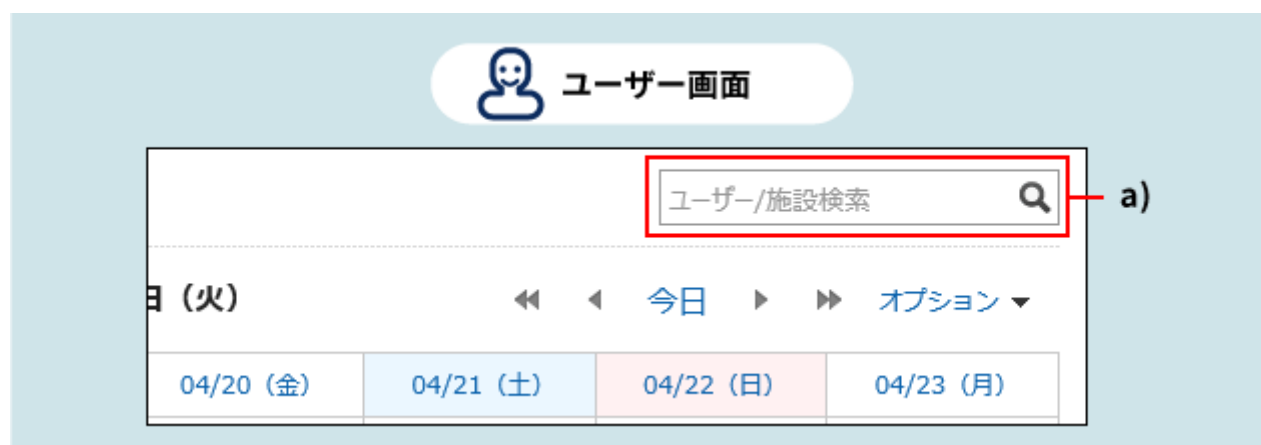 ユーザー画面
ユーザー/施設検索
a)
日（火）
今日
オプション
04/20（金）
04/21（土）
04/22（日）
04/23（月）